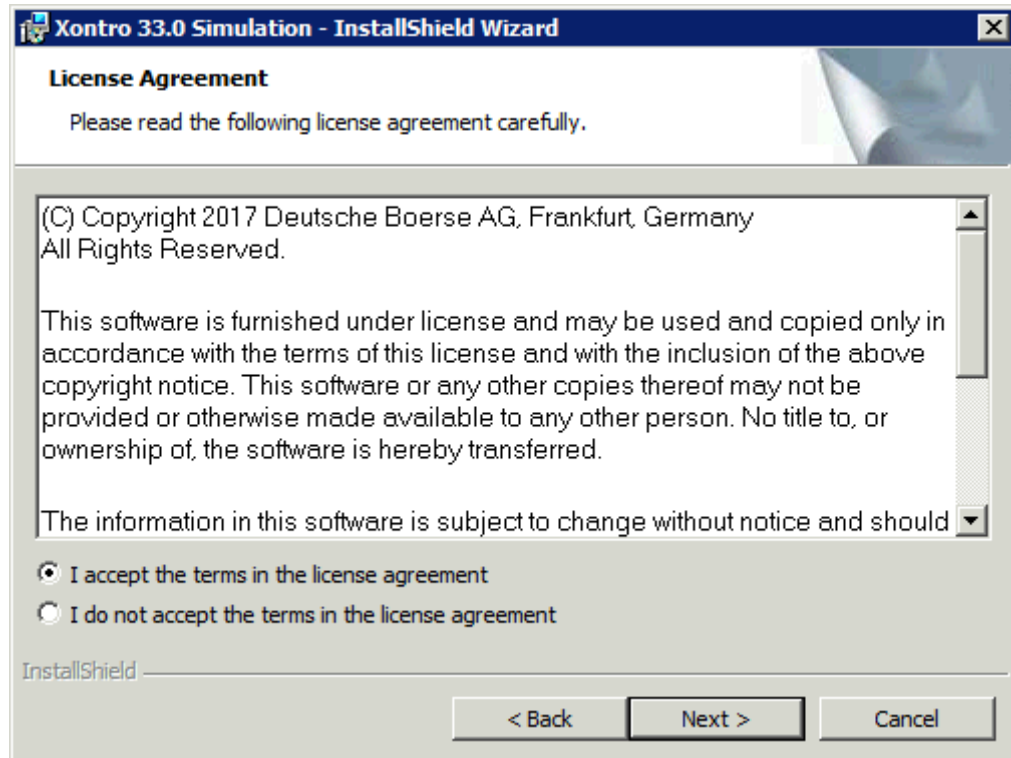 Xontro 33.0 Simulation - InstallShield Wizard
License Agreement
Please read the following license agreement carefully.
(C) Copyright 2017 Deutsche Boerse AG, Frankfurt, Germany
All Rights Reserved.
This software is furnished under license and may be used and copied only in
accordance with the terms of this license and with the inclusion of the above
copyright notice. This software or any other copies thereof may not be
provided or otherwise made available to any other person. No title to, or
ownership of, the software is hereby transferred.
The information in this software is subject to change without notice and should
I accept the terms in the license agreement
I do not accept the terms in the license agreement
InstallShield
< Back
Next >
Cancel